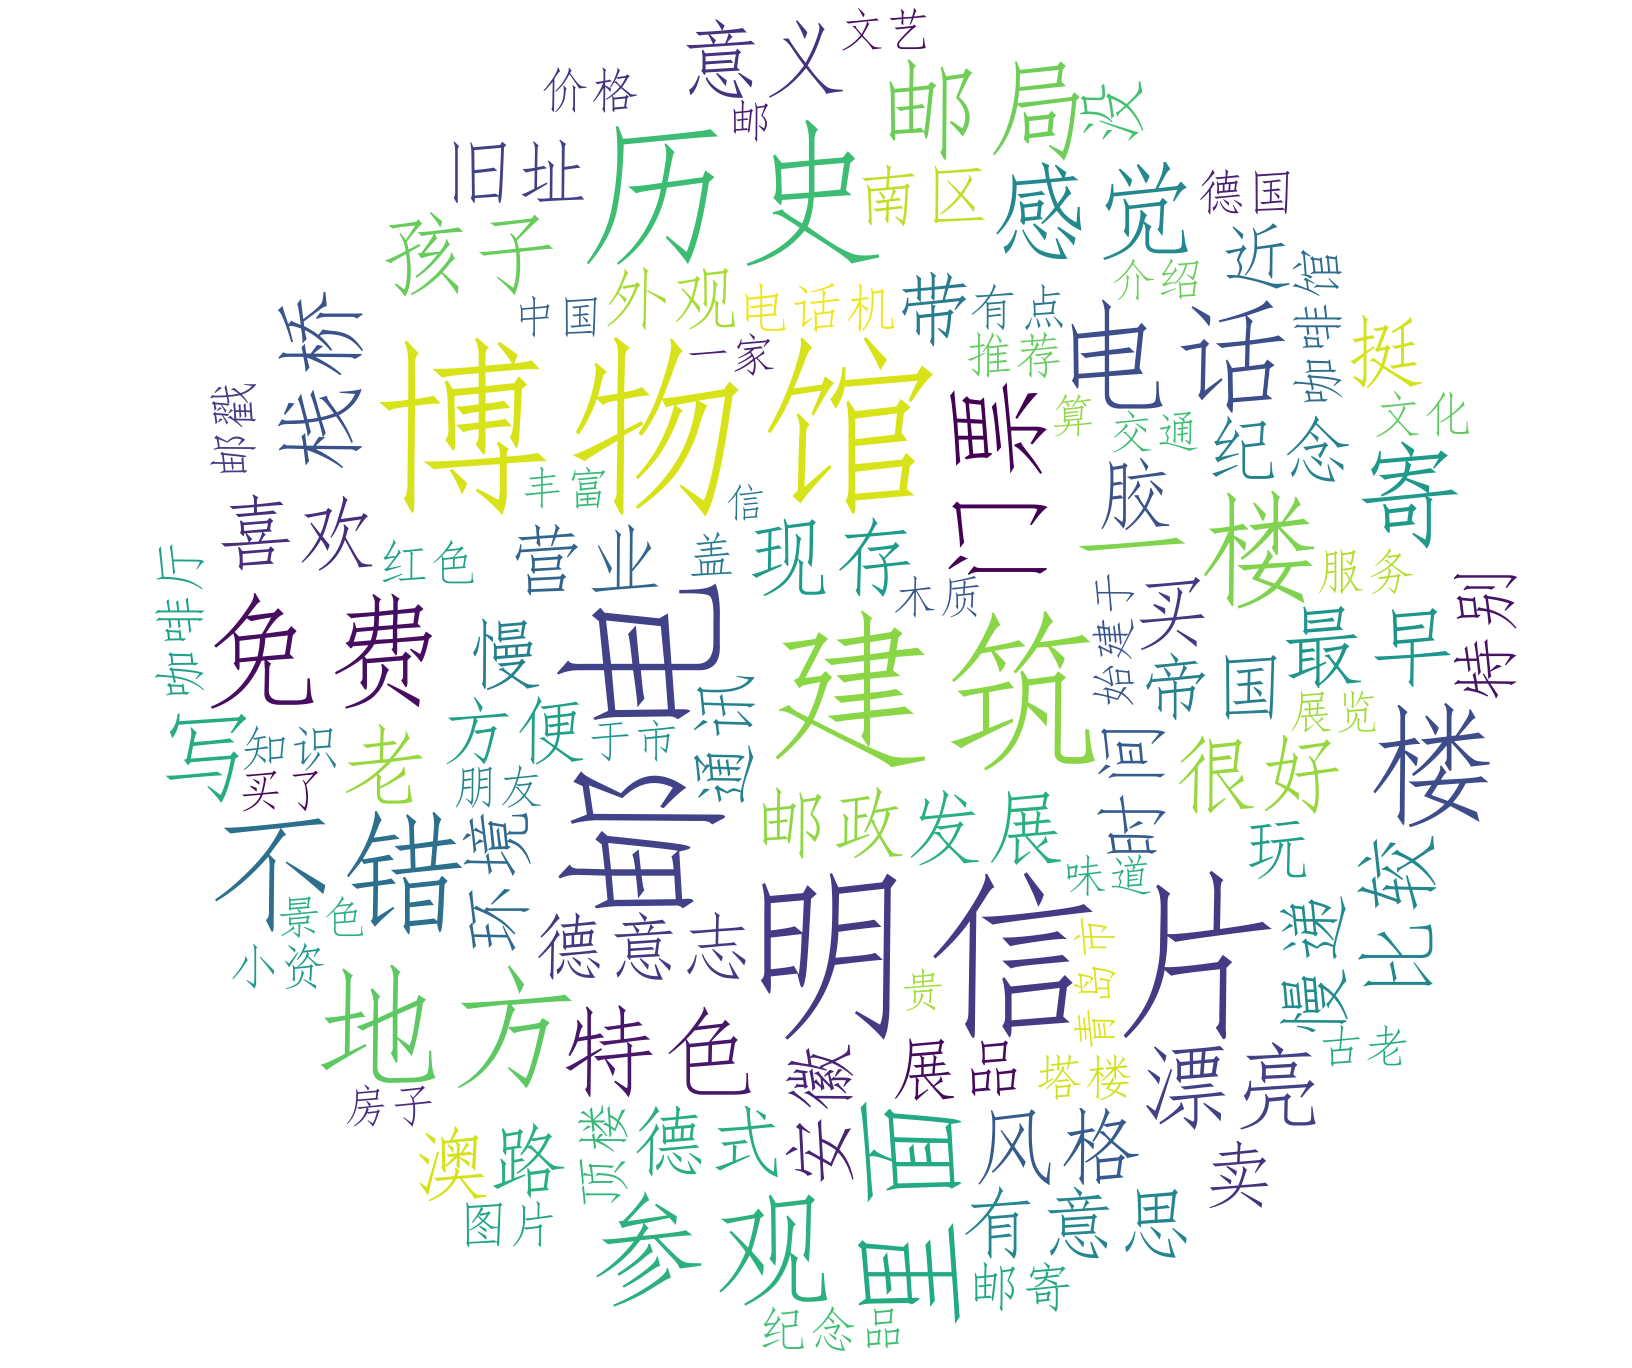 文艺
意义
价格
邮
邮局
没
历史
旧址
南区
感觉
德国
孩子
近
外观
电话机
带
有点
介绍
咖啡馆
中国
栈桥
一家
推荐
电话
挺
博物馆
门票
算
交通
纪念
文化
邮戳
丰富
信
胶
寄
喜欢
红色
营业
盖
现存
木质
一楼
服务
咖啡厅
免费
慢
邮电
建筑
始建于
买
最早
特别
帝国
写
知识
买了
老
方便
于市
通讯
朋友
时间
很好
展览
楼
不错
环境
邮政
发展
味道
玩
比较
景色
小资
德意志
明信片
贵
青岛市
慢递
古老
地方
特色
安徽
展品
塔楼
漂亮
房子
澳
路
顶楼
德式
里面
风格
卖
图片
参观
有意思
邮寄
纪念品